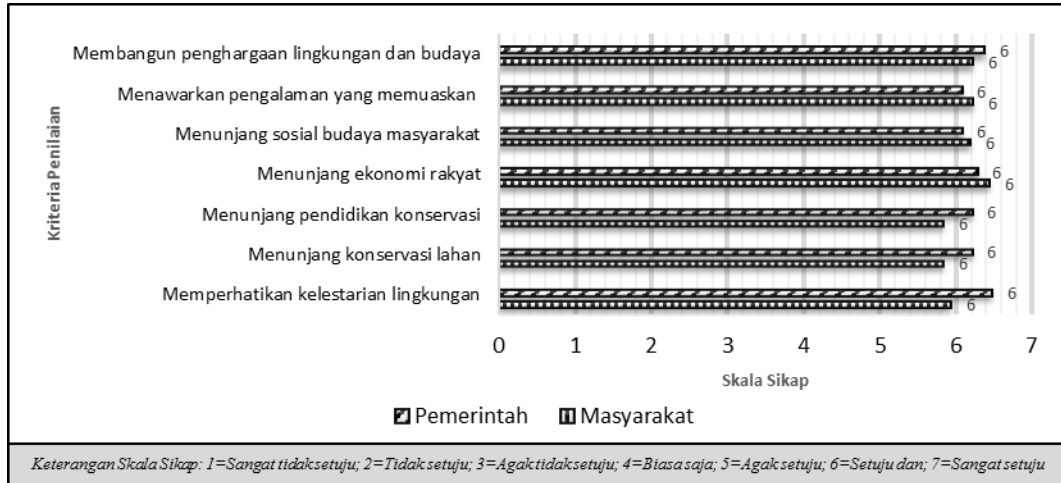 Kriteria Penilaian
Membangun penghargaan lingkungan dan budaya
6
6
Menawarkan pengalaman yang memuaskan
6
6
Menunjang sosial budaya masyarakat
6
6
Menunjang ekonomi rakyat
6
6
Menunjang pendidikan konservasi
6
6
Menunjang konservasi lahan
6
6
Memperhatikan kelestarian lingkungan
6
6
0 1 2 3 4 5 6 7
Skala Sikap
Pemerintah Masyarakat
Keterangan Skala Sikap: 1=Sangat tidak setuju; 2=Tidak setuju; 3=Agak tidak setuju; 4=Biasa saja; 5=Agak setuju; 6=Setuju dan; 7=Sangat setuju